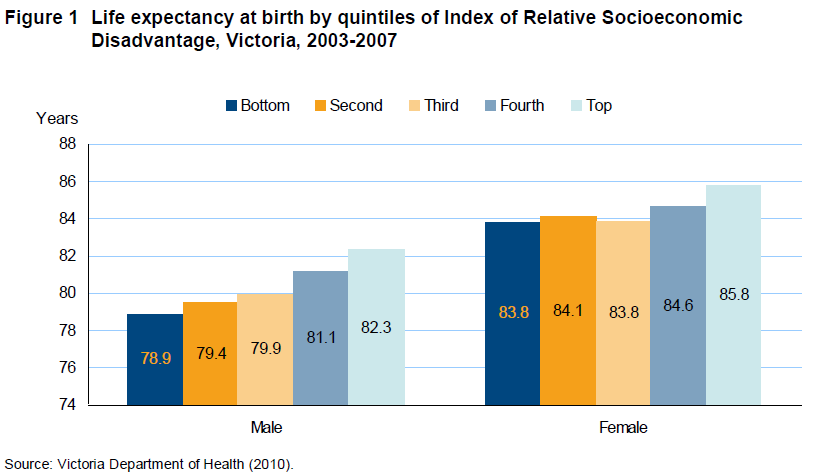 Figure 1 Life expectancy at birth by quintiles of Index of Relative Socioeconomic
Disadvantage, Victoria, 2003-2007
Bottom Second Third Fourth Top
Years
88
86
84
82
80
78
76
74
78.9 79.4 79.9 81.1 82.3 83.8 84.1 83.8 84.6 85.8
Male Female
Source: Victoria Department of Health (2010).